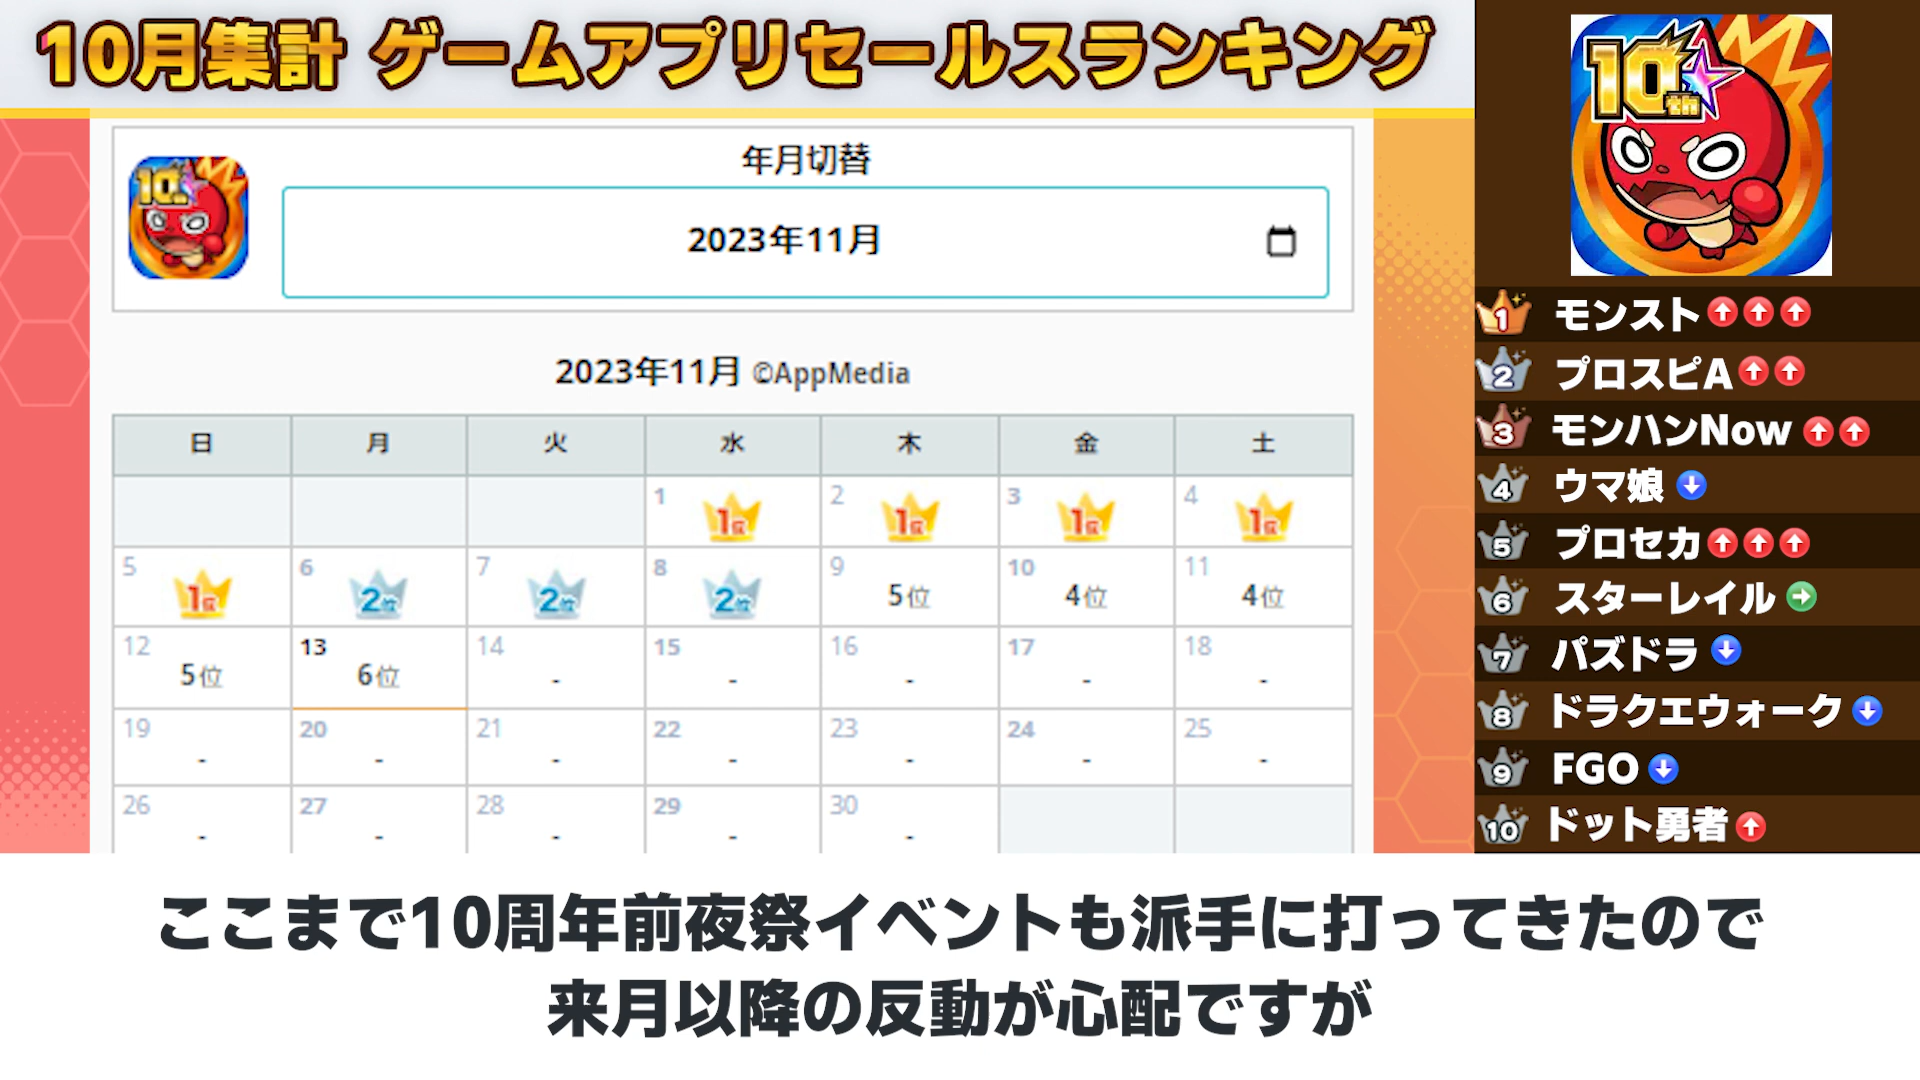 10月集計 ゲームアプリセールスランキング
10th
年月切替
2023年11月
2023年11月 ©AppMedia
日 月 火 水 木 金 土
1 1位 2 1位 3 1位 4 1位
5 1位 6 2位 7 2位 8 2位 9 5位 10 4位 11 4位
12 5位 13 6位 14 - 15 - 16 - 17 - 18 -
19 - 20 - 21 - 22 - 23 - 24 - 25 -
26 - 27 - 28 - 29 - 30 -
10th
1 モンスト
2 プロスピA
3 モンハンNow
4 ウマ娘
5 プロセカ
6 スターレイル
7 パズドラ
8 ドラクエウォーク
9 FGO
10 ドット勇者
ここまで10周年前夜祭イベントも派手に打ってきたので
来月以降の反動が心配ですが